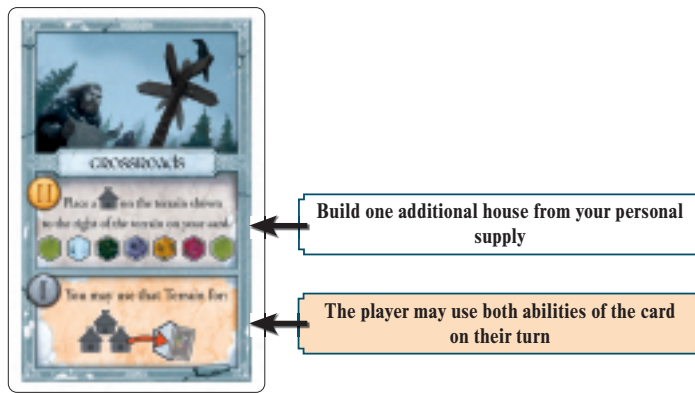 CROSSROADS
II Place a on the terrain shown
to the right of the terrain on your card.
I You may use that Terrain for:
Build one additional house from your personal
supply
The player may use both abilities of the card
on their turn